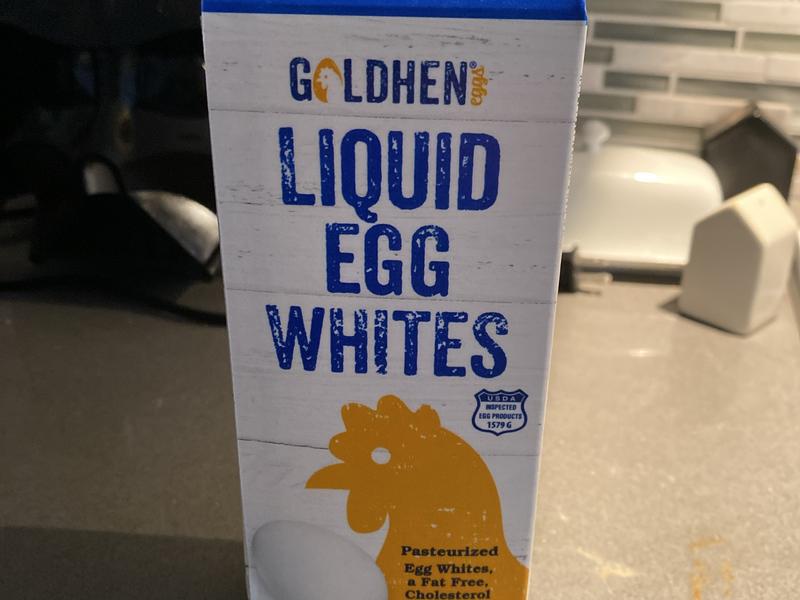 GOLDHEN® eggs
LIQUID
EGG
WHITES
USDA
INSPECTED
EGG PRODUCTS
1579 G
Pasteurized
Egg Whites,
a Fat Free,
Cholesterol